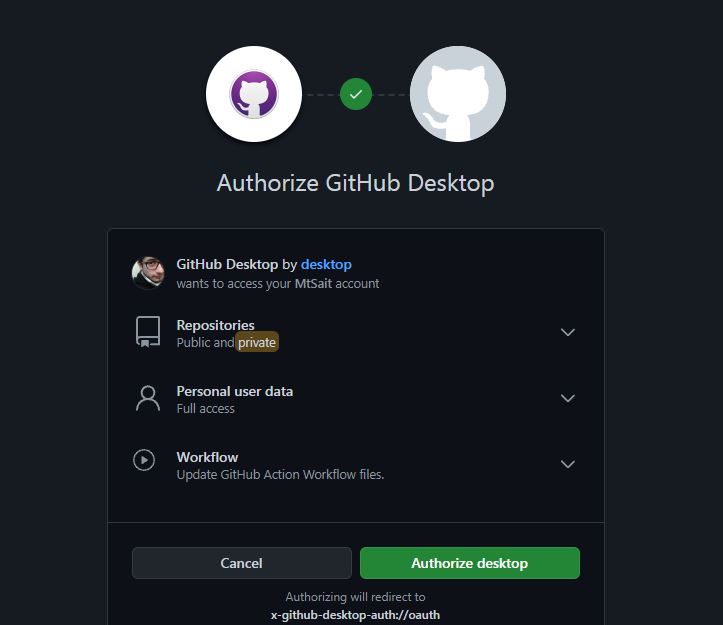 Authorize GitHub Desktop
GitHub Desktop by desktop
wants to access your MtSait account
Repositories
Public and private
Personal user data
Full access
Workflow
Update GitHub Action Workflow files.
Cancel
Authorize desktop
Authorizing will redirect to
x-github-desktop-auth://oauth